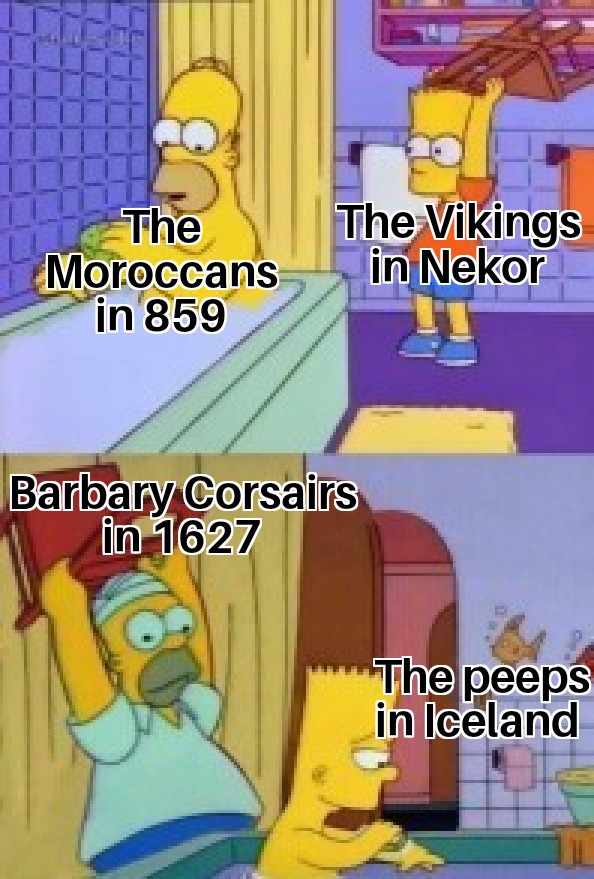 The
Moroccans
in 859
The Vikings
in Nekor
Barbary Corsairs
in 1627
The peeps
in Iceland